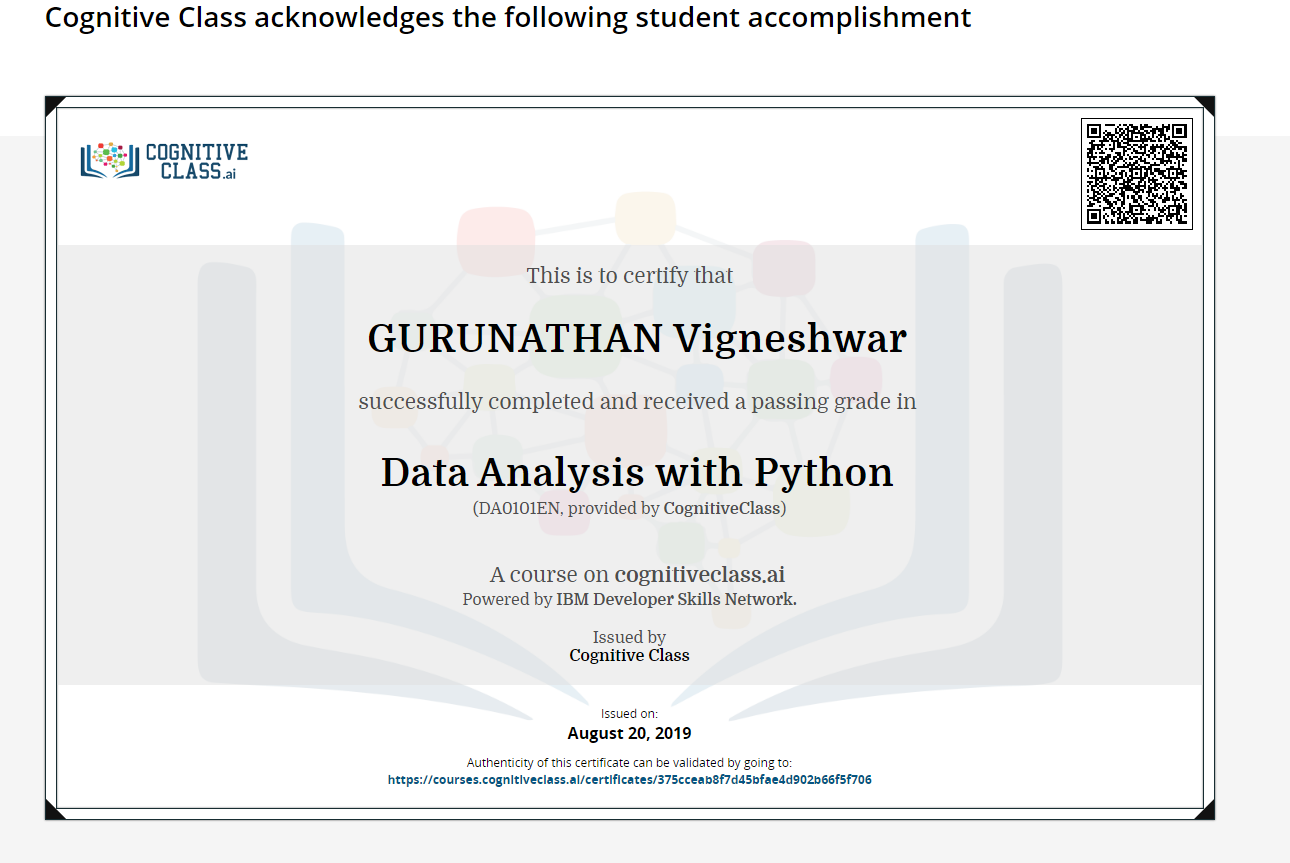 Cognitive Class acknowledges the following student accomplishment
COGNITIVE
CLASS.ai
This is to certify that
GURUNATHAN Vigneshwar
successfully completed and received a passing grade in
Data Analysis with Python
(DA0101EN, provided by CognitiveClass)
A course on cognitiveclass.ai
Powered by IBM Developer Skills Network.
Issued by
Cognitive Class
Issued on:
August 20, 2019
Authenticity of this certificate can be validated by going to:
https://courses.cognitiveclass.ai/certificates/375cceab8f7d45bfae4d902b66f5f706